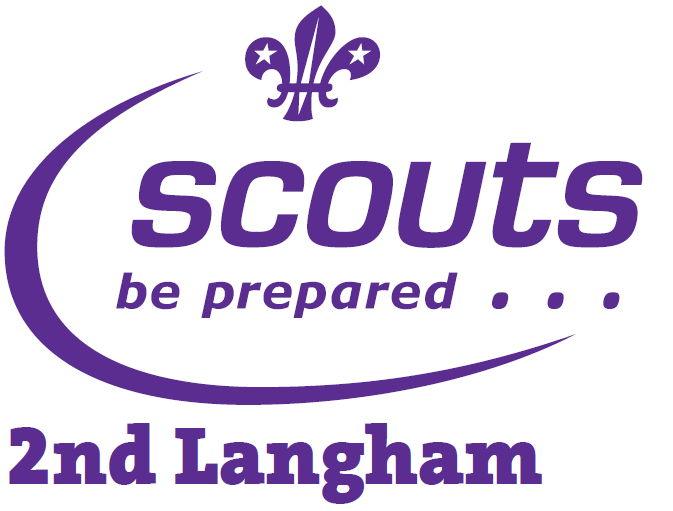 scouts
be prepared . . .
2nd Langham